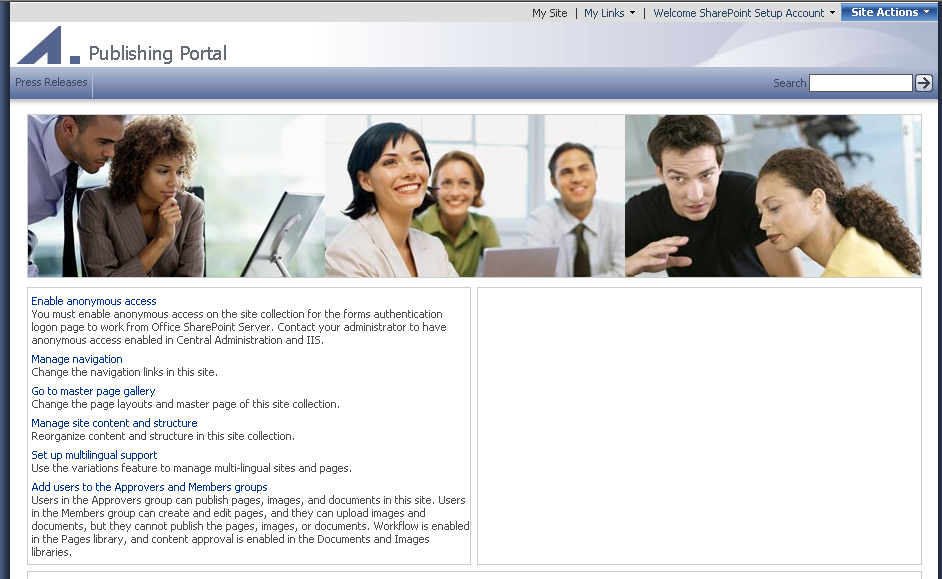 My Site | My Links | Welcome SharePoint Setup Account Site Actions
Publishing Portal
Press Releases Search
Enable anonymous access
You must enable anonymous access on the site collection for the forms authentication
logon page to work from Office SharePoint Server. Contact your administrator to have
anonymous access enabled in Central Administration and IIS.
Manage navigation
Change the navigation links in this site.
Go to master page gallery
Change the page layouts and master page of this site collection.
Manage site content and structure
Reorganize content and structure in this site collection.
Set up multilingual support
Use the variations feature to manage multi-lingual sites and pages.
Add users to the Approvers and Members groups
Users in the Approvers group can publish pages, images, and documents in this site. Users
in the Members group can create and edit pages, and they can upload images and
documents, but they cannot publish the pages, images, or documents. Workflow is enabled
in the Pages library, and content approval is enabled in the Documents and Images
libraries.